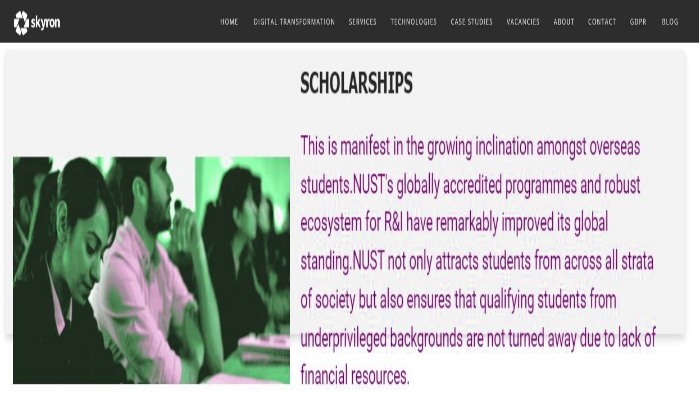 skyron
HOME DIGITAL TRANSFORMATION SERVICES TECHNOLOGIES CASE STUDIES VACANCIES ABOUT CONTACT GDPR BLOG
SCHOLARSHIPS
This is manifest in the growing inclination amongst overseas
students.NUST's globally accredited programmes and robust
ecosystem for R&I have remarkably improved its global
standing.NUST not only attracts students from across all strata
of society but also ensures that qualifying students from
underprivileged backgrounds are not turned away due to lack of
financial resources.